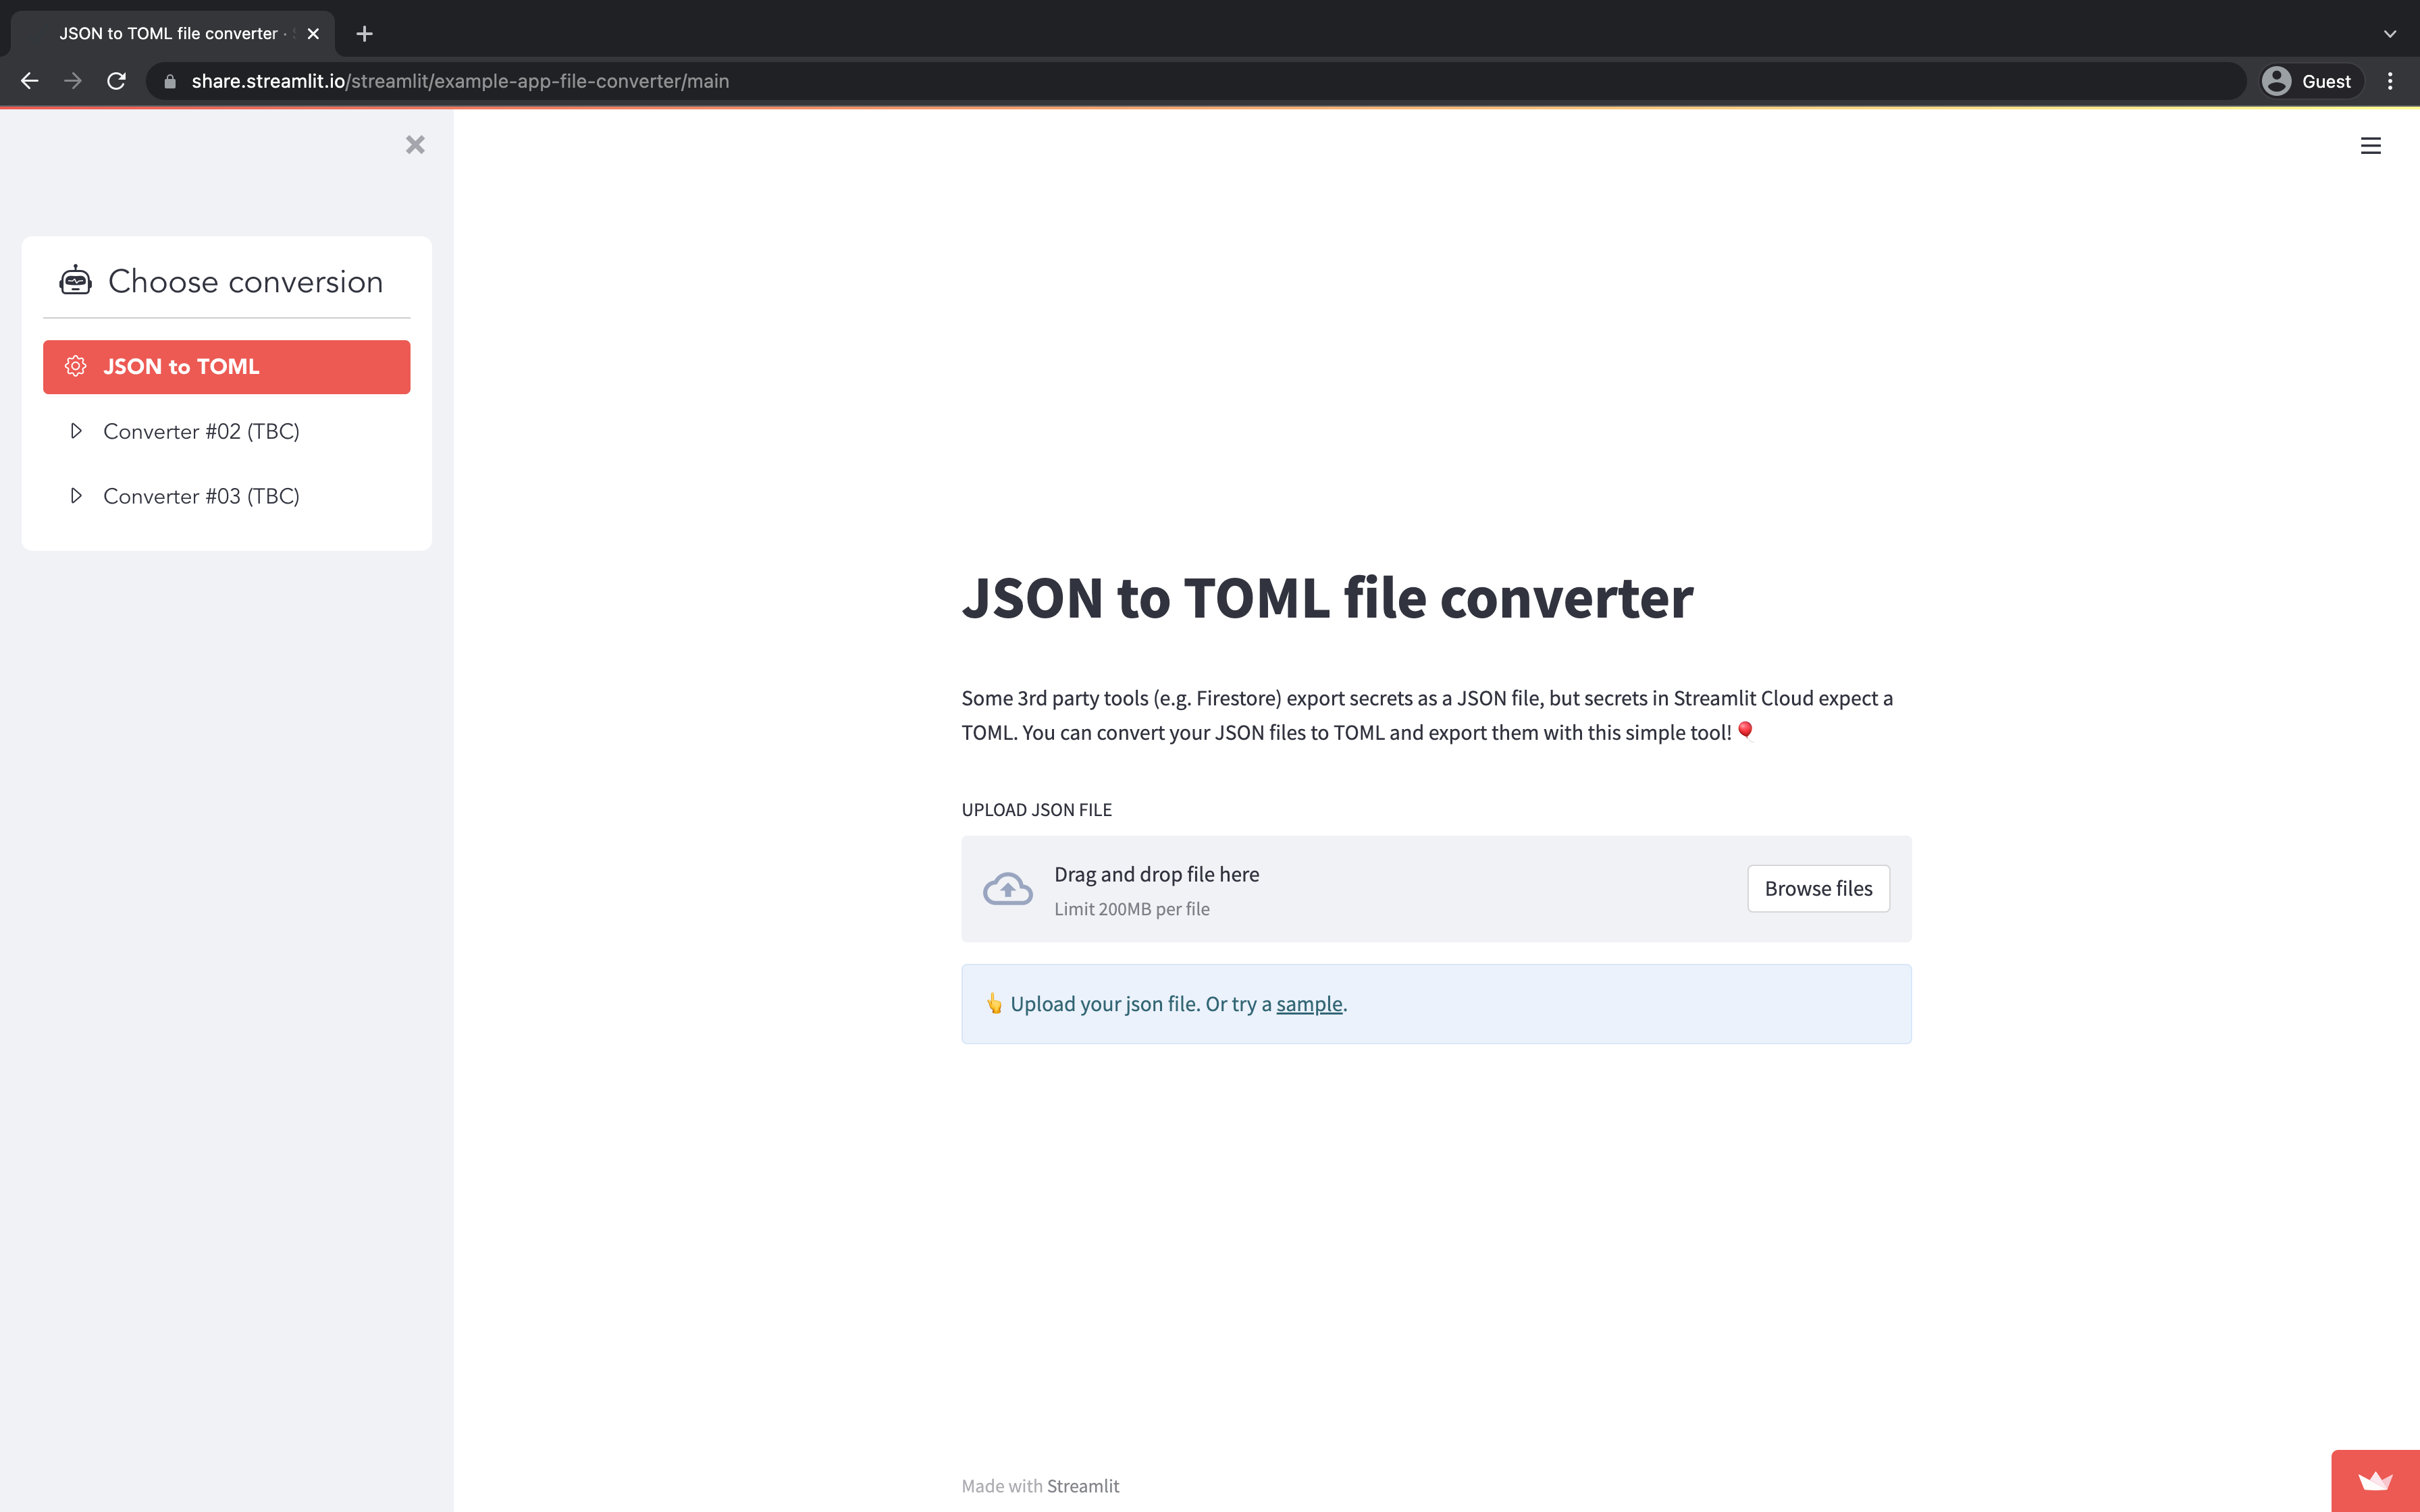 JSON to TOML file converter ·
share.streamlit.io/streamlit/example-app-file-converter/main
Guest
Choose conversion
JSON to TOML
Converter #02 (TBC)
Converter #03 (TBC)
JSON to TOML file converter
Some 3rd party tools (e.g. Firestore) export secrets as a JSON file, but secrets in Streamlit Cloud expect a
TOML. You can convert your JSON files to TOML and export them with this simple tool! 🎈
UPLOAD JSON FILE
Drag and drop file here
Limit 200MB per file
Browse files
👆 Upload your json file. Or try a sample.
Made with Streamlit